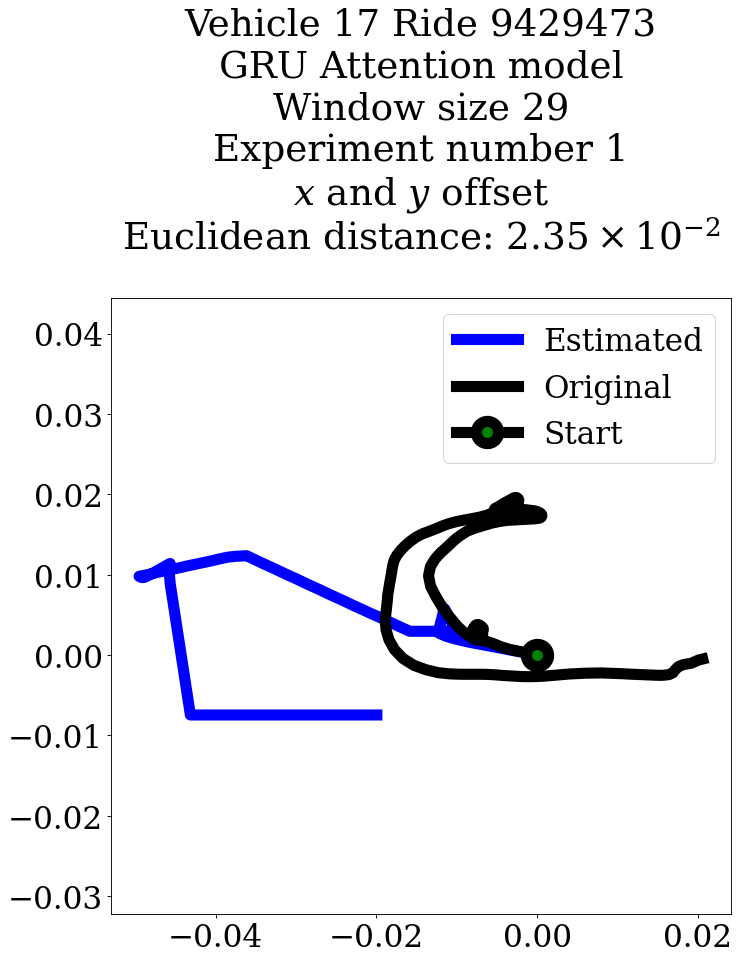 Vehicle 17 Ride 9429473
GRU Attention model
Window size 29
Experiment number 1
x and y offset
Euclidean distance: 2.35 × 10⁻²
Estimated
Original
Start
0.04
0.03
0.02
0.01
0.00
−0.01
−0.02
−0.03
−0.04 −0.02 0.00 0.02